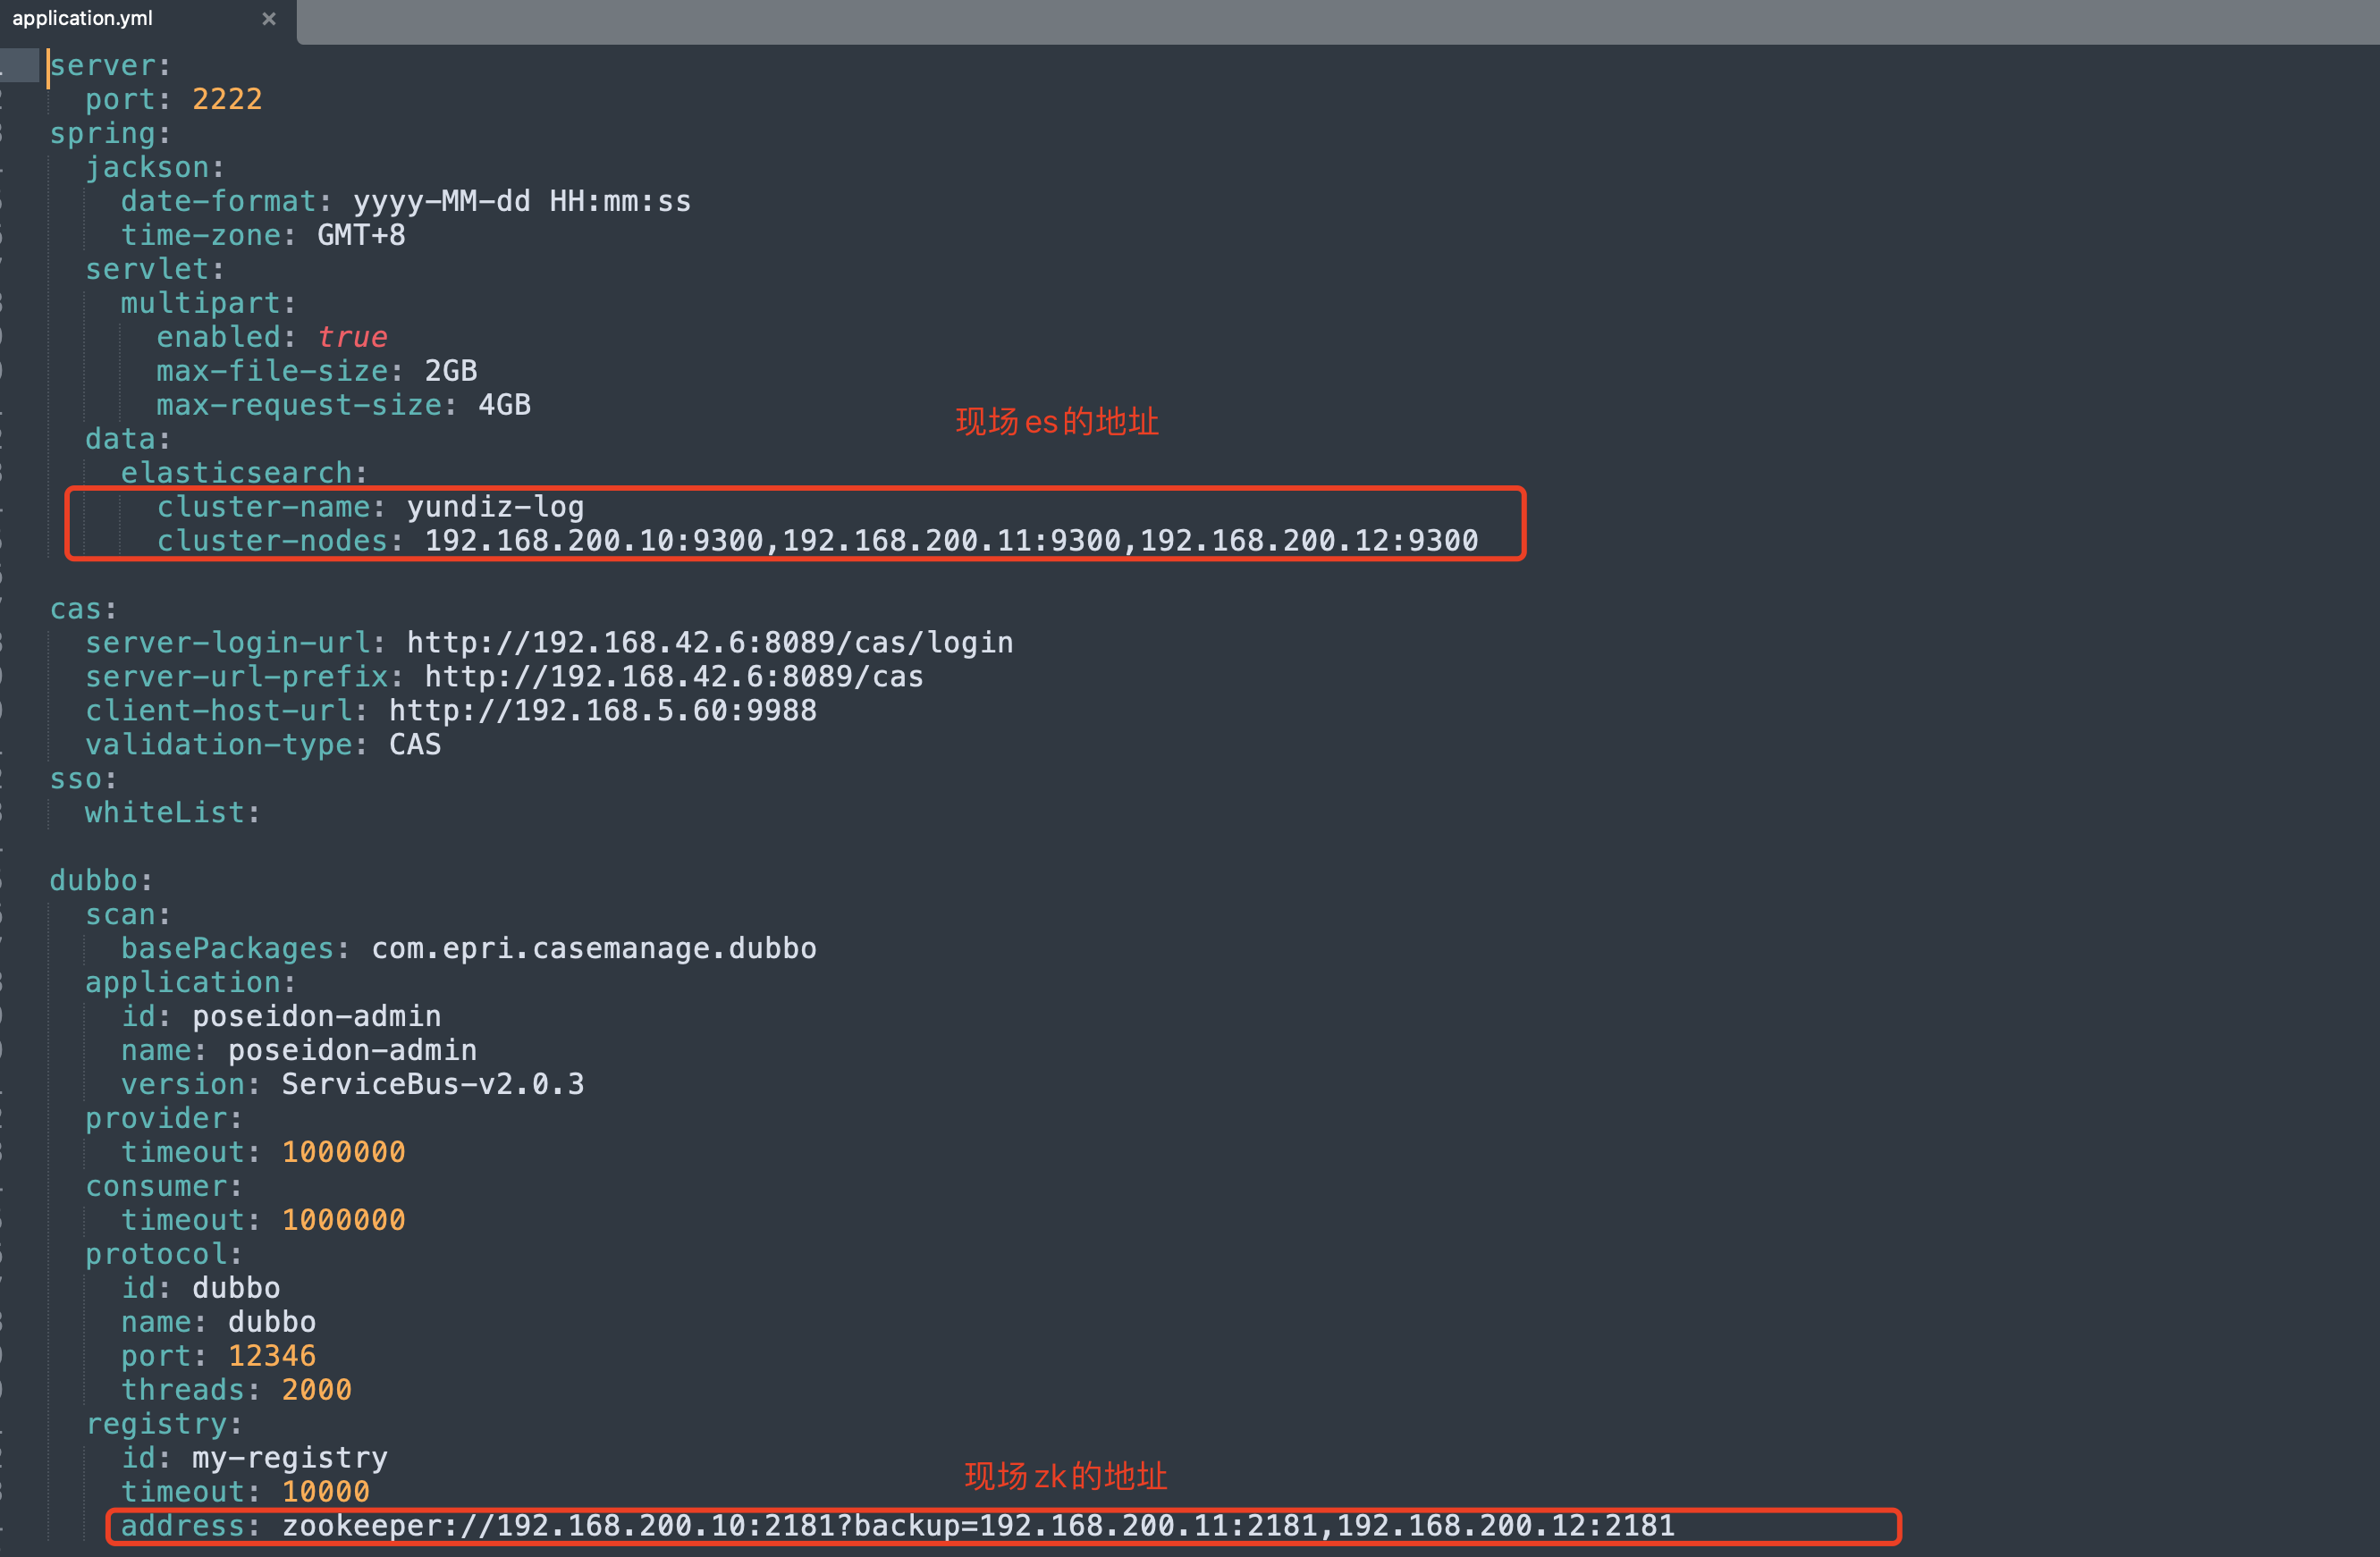 application.yml ×
server:
  port: 2222
spring:
  jackson:
    date-format: yyyy-MM-dd HH:mm:ss
    time-zone: GMT+8
  servlet:
    multipart:
      enabled: true
      max-file-size: 2GB
      max-request-size: 4GB
现场es的地址
  data:
    elasticsearch:
      cluster-name: yundiz-log
      cluster-nodes: 192.168.200.10:9300,192.168.200.11:9300,192.168.200.12:9300
cas:
  server-login-url: http://192.168.42.6:8089/cas/login
  server-url-prefix: http://192.168.42.6:8089/cas
  client-host-url: http://192.168.5.60:9988
  validation-type: CAS
sso:
  whiteList:
dubbo:
  scan:
    basePackages: com.epri.casemanage.dubbo
  application:
    id: poseidon-admin
    name: poseidon-admin
    version: ServiceBus-v2.0.3
  provider:
    timeout: 1000000
  consumer:
    timeout: 1000000
  protocol:
    id: dubbo
    name: dubbo
    port: 12346
    threads: 2000
  registry:
    id: my-registry
现场zk的地址
    timeout: 10000
    address: zookeeper://192.168.200.10:2181?backup=192.168.200.11:2181,192.168.200.12:2181